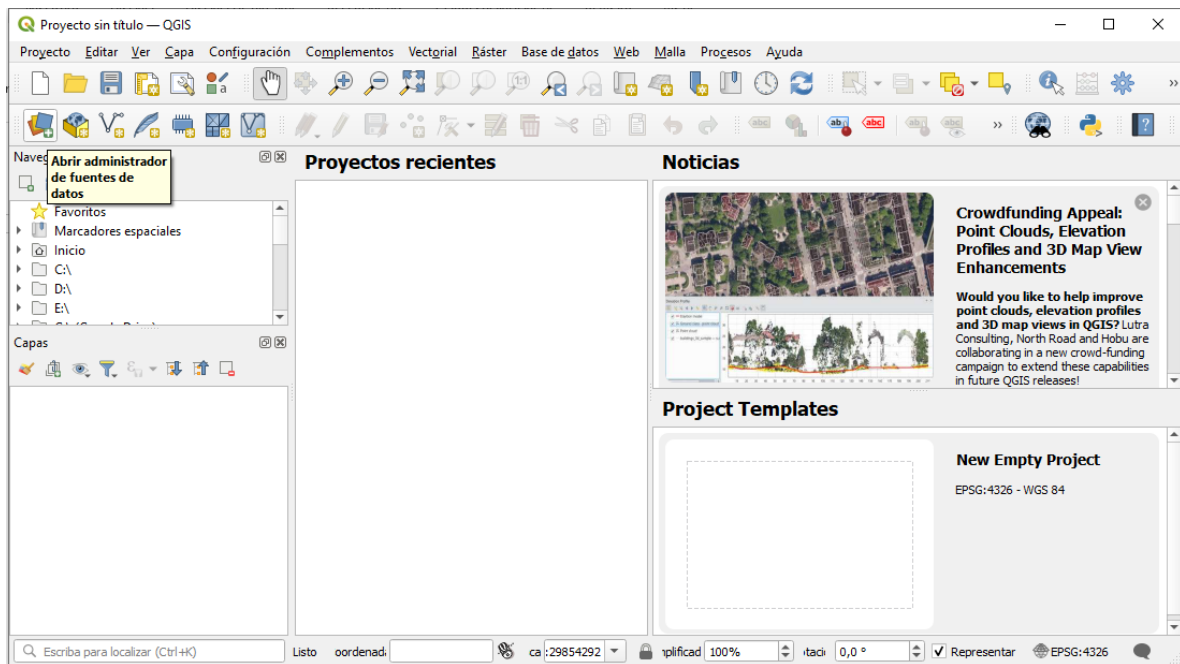 Proyecto sin título — QGIS
Proyecto Editar Ver Capa Configuración Complementos Vectorial Ráster Base de datos Web Malla Procesos Ayuda
Abrir administrador
de fuentes de
datos
Favoritos
Marcadores espaciales
Inicio
C:\
D:\
E:\
Capas
Proyectos recientes
Noticias
Crowdfunding Appeal:
Point Clouds, Elevation
Profiles and 3D Map View
Enhancements
Would you like to help improve
point clouds, elevation profiles
and 3D map views in QGIS? Lutra
Consulting, North Road and Hobu are
collaborating in a new crowd-funding
campaign to extend these capabilities
in future QGIS releases!
Project Templates
New Empty Project
EPSG:4326 - WGS 84
Escriba para localizar (Ctrl+K) Listo oordenad ca :29854292 nplificad 100% itaci 0,0 ° Representar EPSG:4326